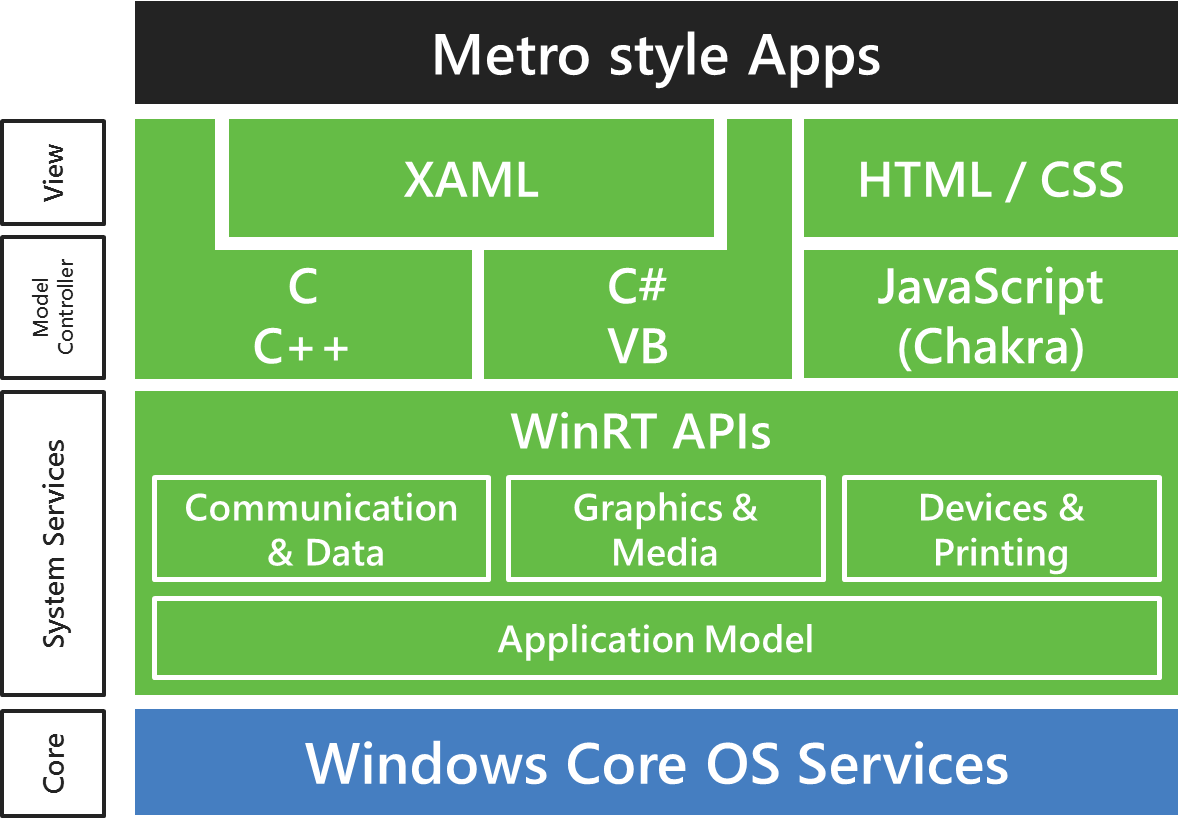 Metro style Apps
View
XAML
HTML / CSS
Model
Controller
C
C++
C#
VB
JavaScript
(Chakra)
System Services
WinRT APIs
Communication
& Data
Graphics &
Media
Devices &
Printing
Application Model
Core
Windows Core OS Services